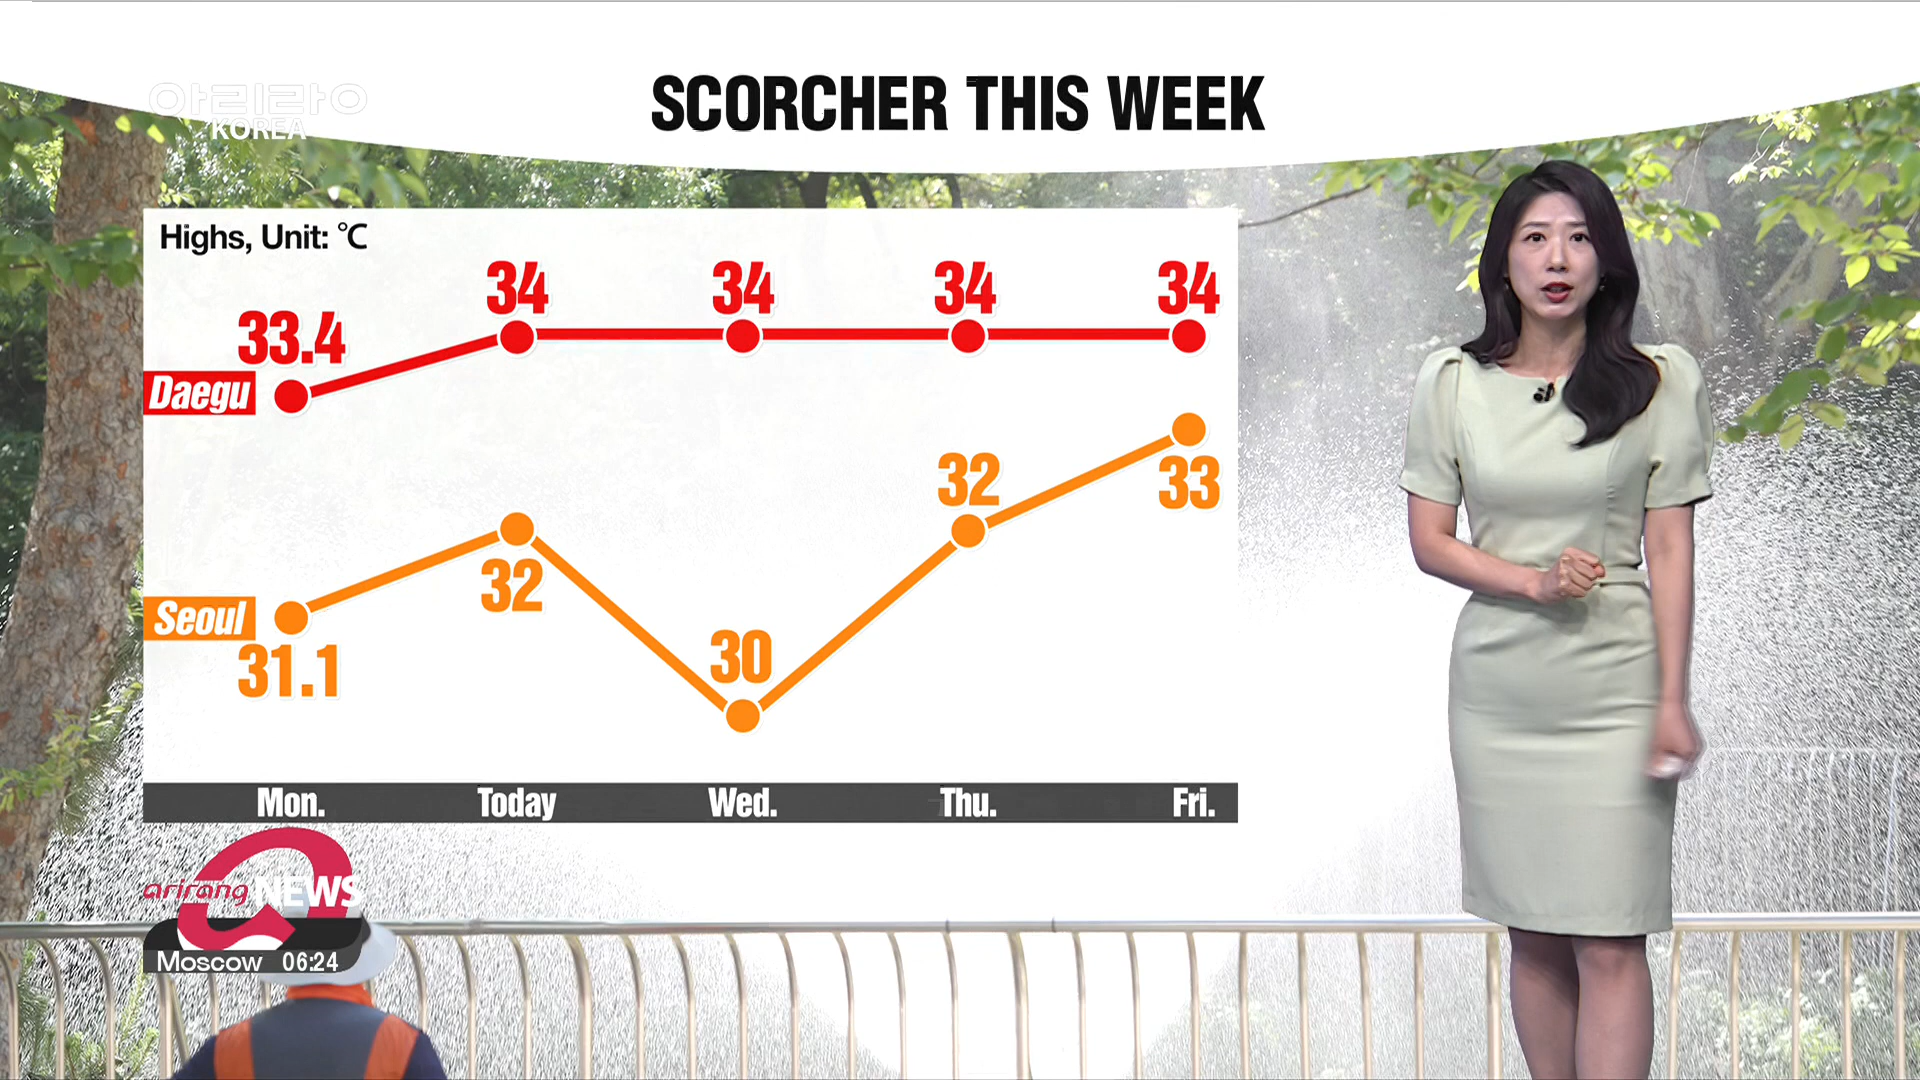 아리랑
KOREA
SCORCHER THIS WEEK
Highs, Unit: ℃
33.4
34
34
34
34
Daegu
32
33
32
30
Seoul
31.1
Mon.
Today
Wed.
Thu.
Fri.
arirang NEWS
Moscow 06:24